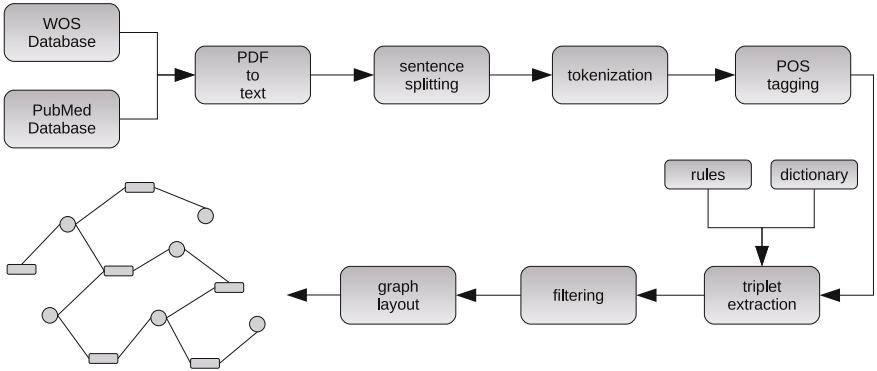 WOS
Database
PDF
to
text
sentence
splitting
tokenization
POS
tagging
PubMed
Database
rules
dictionary
triplet
extraction
filtering
graph
layout